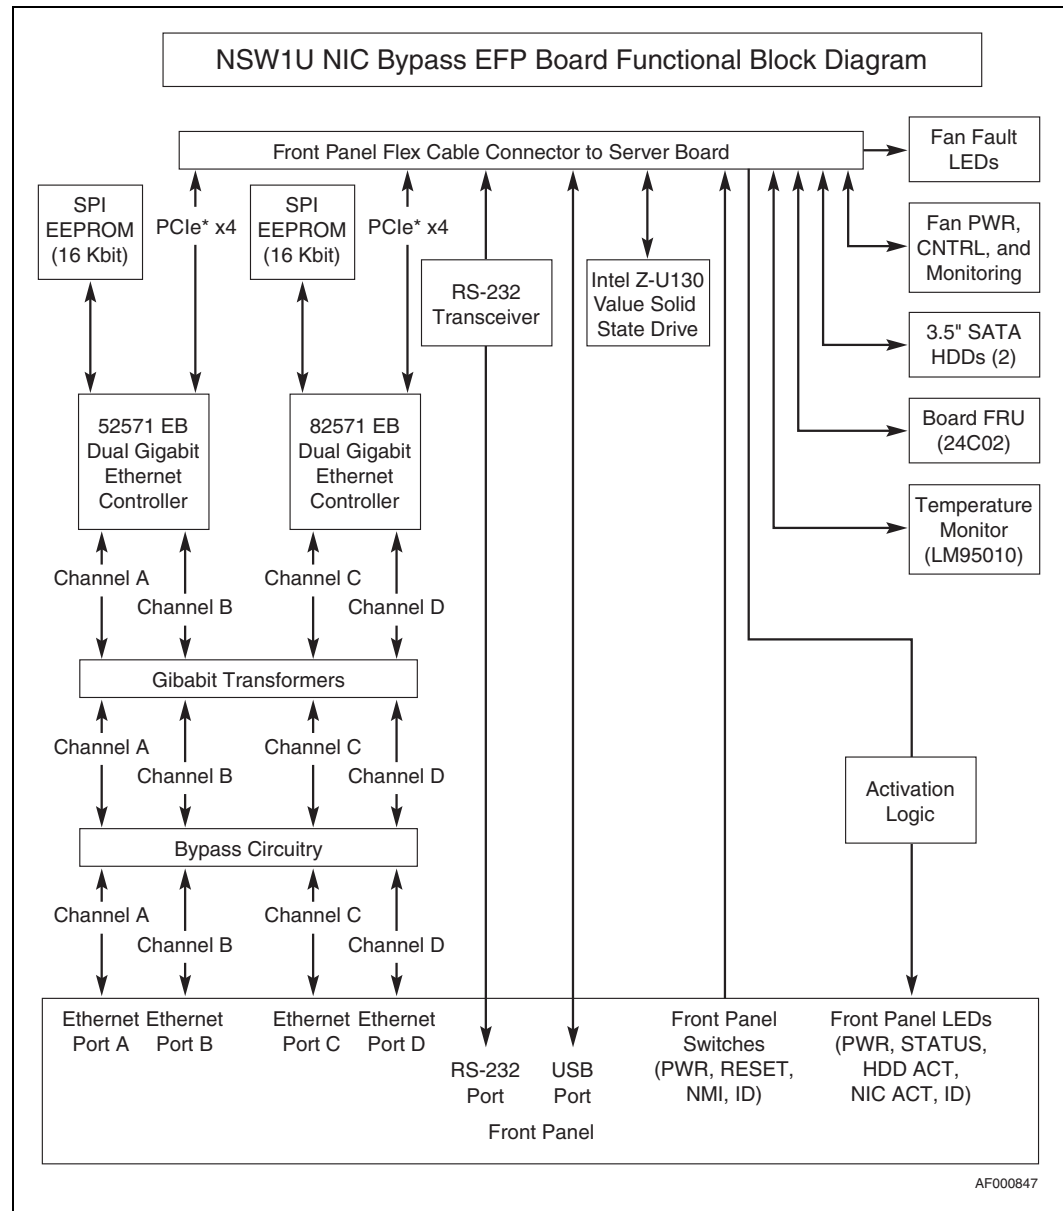 NSW1U NIC Bypass EFP Board Functional Block Diagram
Front Panel Flex Cable Connector to Server Board
Fan Fault
LEDs
SPI
EEPROM
(16 Kbit)
PCIe* x4
SPI
EEPROM
(16 Kbit)
PCIe* x4
RS-232
Transceiver
Intel Z-U130
Value Solid
State Drive
Fan PWR,
CNTRL, and
Monitoring
3.5" SATA
HDDs (2)
Board FRU
(24C02)
Temperature
Monitor
(LM95010)
52571 EB
Dual Gigabit
Ethernet
Controller
82571 EB
Dual Gigabit
Ethernet
Controller
Channel A
Channel B
Channel C
Channel D
Gibabit Transformers
Channel A
Channel B
Channel C
Channel D
Activation
Logic
Bypass Circuitry
Channel A
Channel B
Channel C
Channel D
Ethernet
Port A
Ethernet
Port B
Ethernet
Port C
Ethernet
Port D
RS-232
Port
USB
Port
Front Panel
Switches
(PWR, RESET,
NMI, ID)
Front Panel LEDs
(PWR, STATUS,
HDD ACT,
NIC ACT, ID)
Front Panel
AF000847